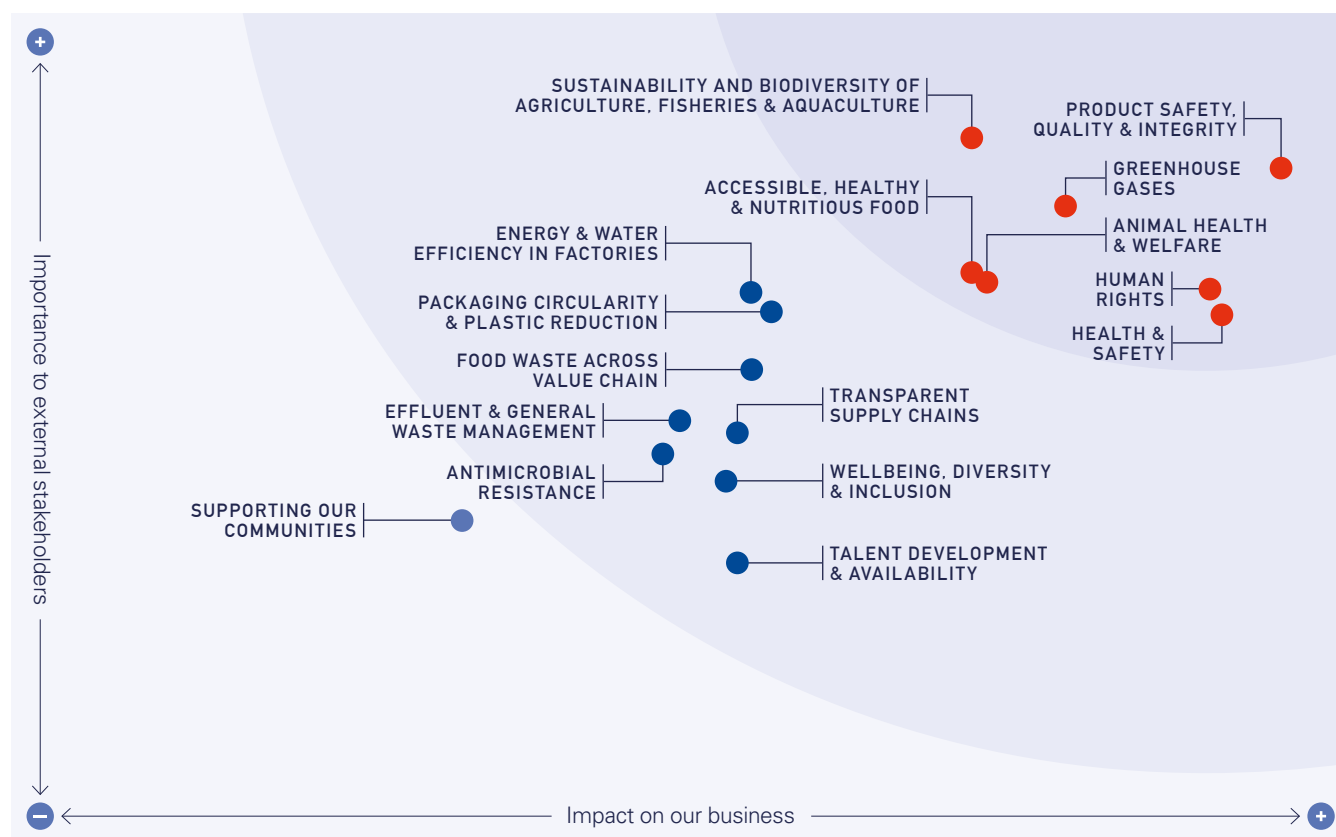 +
SUSTAINABILITY AND BIODIVERSITY OF
AGRICULTURE, FISHERIES & AQUACULTURE
PRODUCT SAFETY,
QUALITY & INTEGRITY
GREENHOUSE
GASES
ACCESSIBLE, HEALTHY
& NUTRITIOUS FOOD
ANIMAL HEALTH
& WELFARE
ENERGY & WATER
EFFICIENCY IN FACTORIES
HUMAN
RIGHTS
PACKAGING CIRCULARITY
& PLASTIC REDUCTION
HEALTH &
SAFETY
FOOD WASTE ACROSS
VALUE CHAIN
TRANSPARENT
SUPPLY CHAINS
EFFLUENT & GENERAL
WASTE MANAGEMENT
ANTIMICROBIAL
RESISTANCE
WELLBEING, DIVERSITY
& INCLUSION
SUPPORTING OUR
COMMUNITIES
TALENT DEVELOPMENT
& AVAILABILITY
Importance to external stakeholders
−
Impact on our business
+